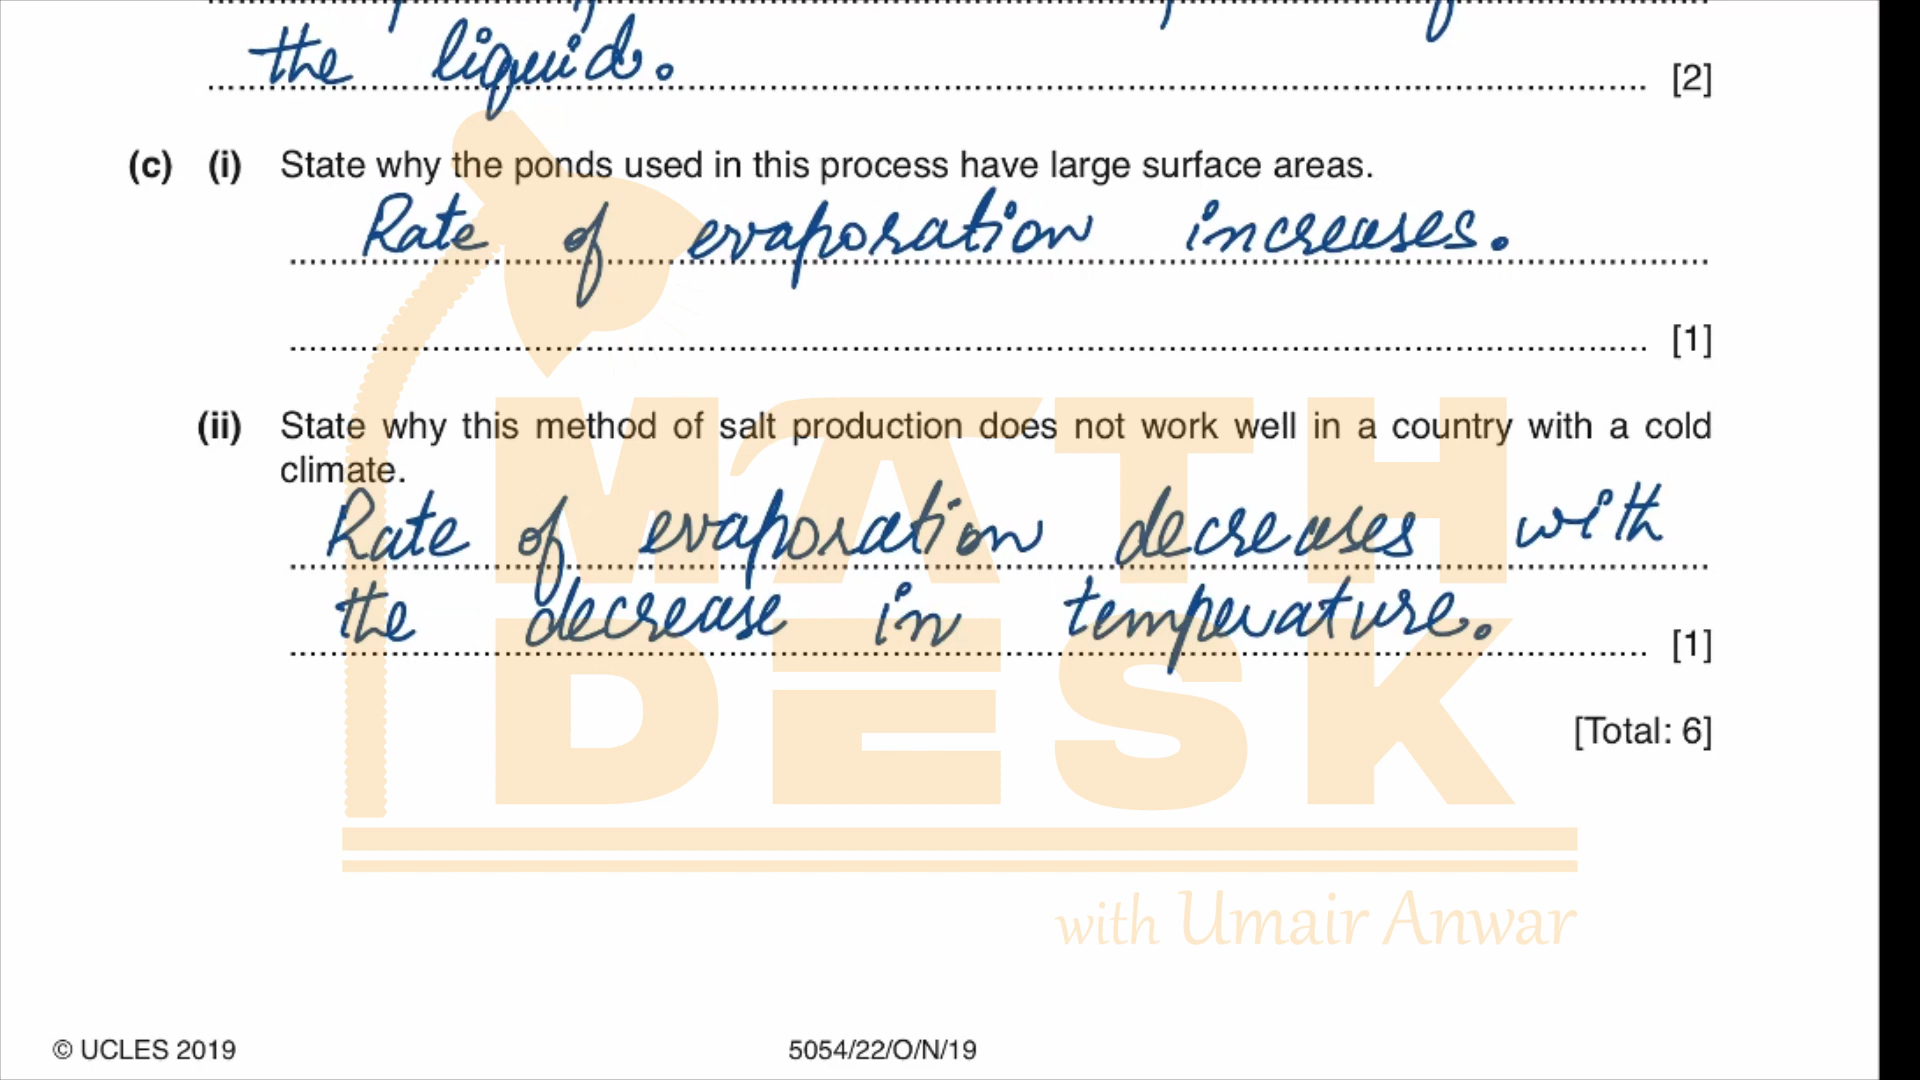 the liquid.
[2]
(c) (i) State why the ponds used in this process have large surface areas.
Rate of evaporation increases.
[1]
(ii) State why this method of salt production does not work well in a country with a cold
climate.
Rate of evaporation decreases with
the decrease in temperature.
[1]
[Total: 6]
MATH
DESK
with Umair Anwar
© UCLES 2019
5054/22/O/N/19